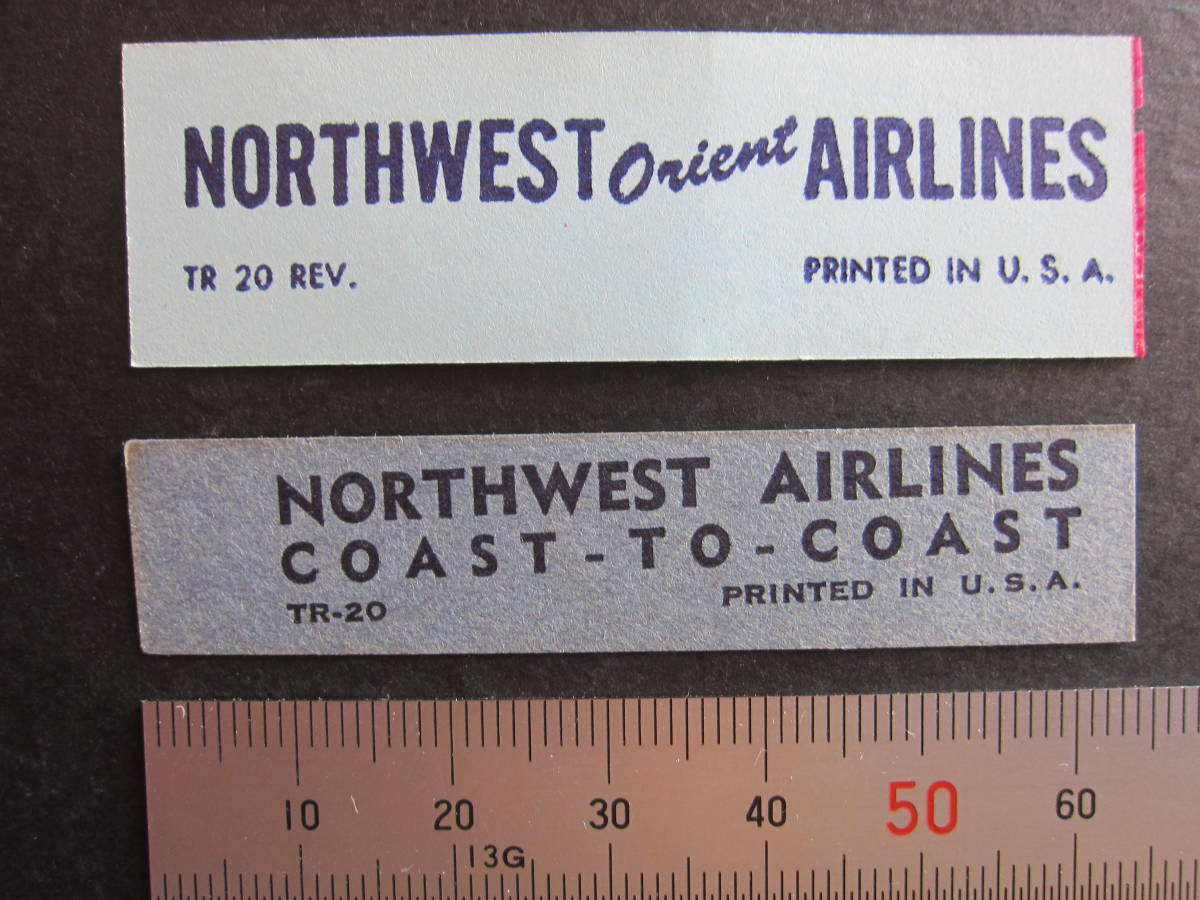 NORTHWEST Orient AIRLINES
TR 20 REV. PRINTED IN U. S. A.
NORTHWEST AIRLINES
COAST-TO-COAST
TR-20 PRINTED IN U.S.A.
10 20 30 40 50 60
13G